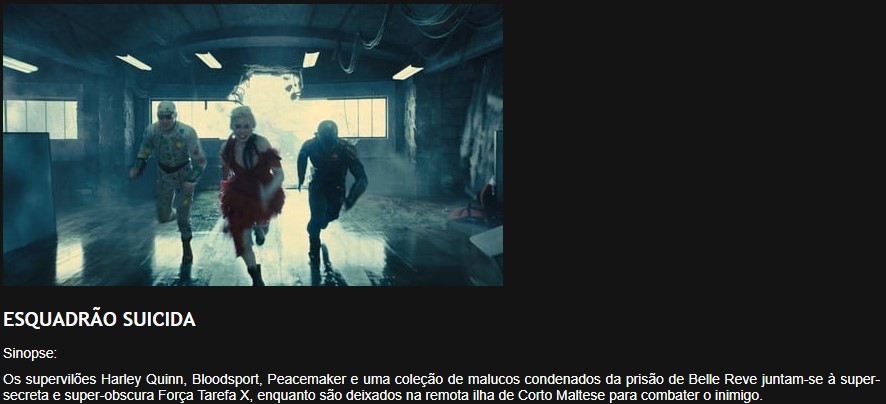 ESQUADRÃO SUICIDA
Sinopse:
Os supervilões Harley Quinn, Bloodsport, Peacemaker e uma coleção de malucos condenados da prisão de Belle Reve juntam-se à super-
secreta e super-obscura Força Tarefa X, enquanto são deixados na remota ilha de Corto Maltese para combater o inimigo.